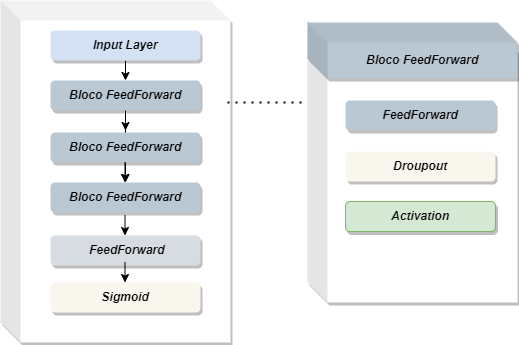 Input Layer
Bloco FeedForward
Bloco FeedForward
Bloco FeedForward
FeedForward
Sigmoid
Bloco FeedForward
FeedForward
Droupout
Activation